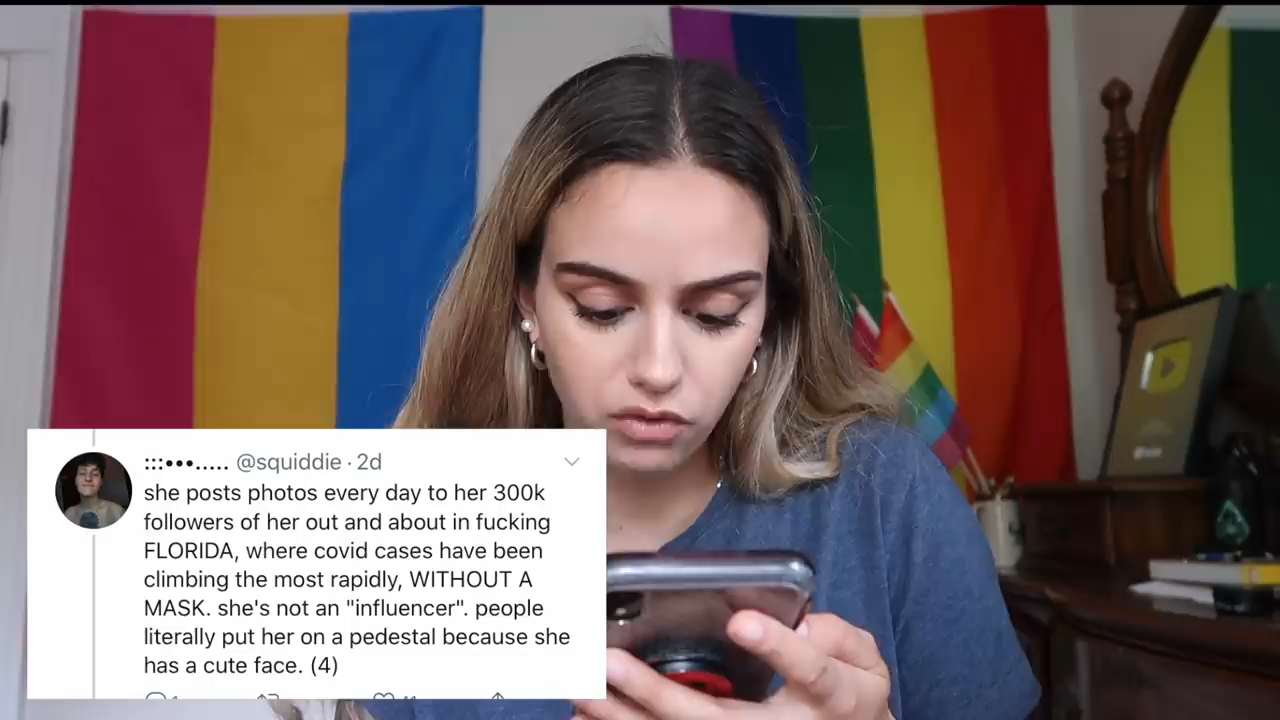 :::•••..... @squiddie · 2d
she posts photos every day to her 300k
followers of her out and about in fucking
FLORIDA, where covid cases have been
climbing the most rapidly, WITHOUT A
MASK. she's not an "influencer". people
literally put her on a pedestal because she
has a cute face. (4)